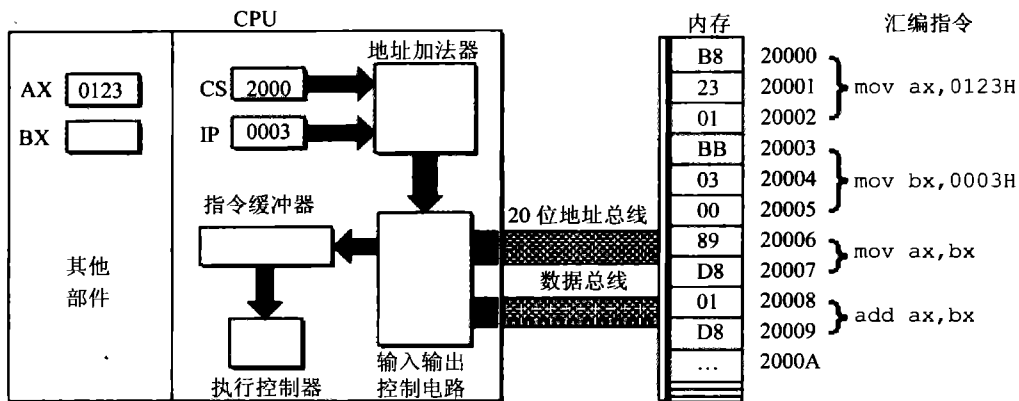 CPU
内存
汇编指令
地址加法器
AX 0123
BX
CS 2000
IP 0003
指令缓冲器
其他
部件
执行控制器
输入输出
控制电路
20 位地址总线
数据总线
B8 20000
23 20001
01 20002
mov ax,0123H
BB 20003
03 20004
00 20005
mov bx,0003H
89 20006
D8 20007
mov ax,bx
01 20008
D8 20009
add ax,bx
… 2000A